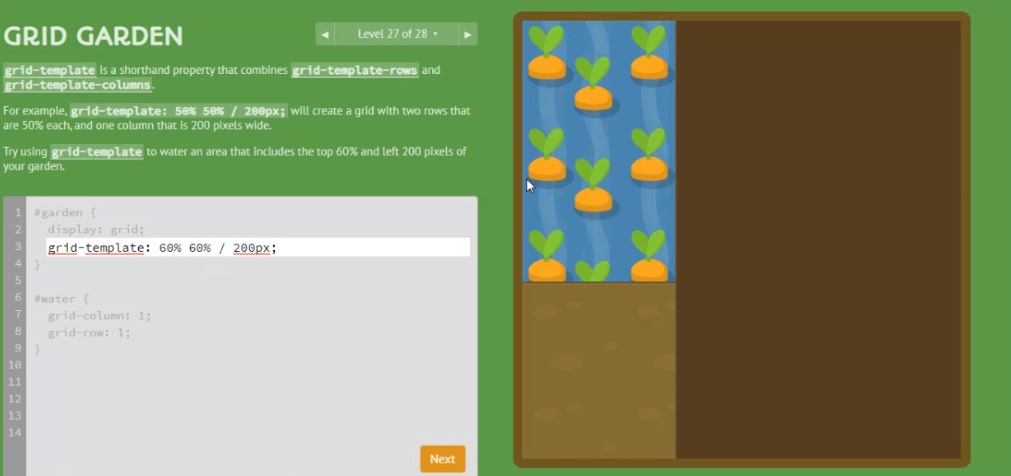 GRID GARDEN
◀ Level 27 of 28 ▾ ▶
grid-template is a shorthand property that combines grid-template-rows and
grid-template-columns.
For example, grid-template: 50% 50% / 200px; will create a grid with two rows that
are 50% each, and one column that is 200 pixels wide.
Try using grid-template to water an area that includes the top 60% and left 200 pixels of
your garden.
1 #garden {
2 display: grid;
3 grid-template: 60% 60% / 200px;
4 }
5
6 #water {
7 grid-column: 1;
8 grid-row: 1;
9 }
10
11
12
13
14
Next